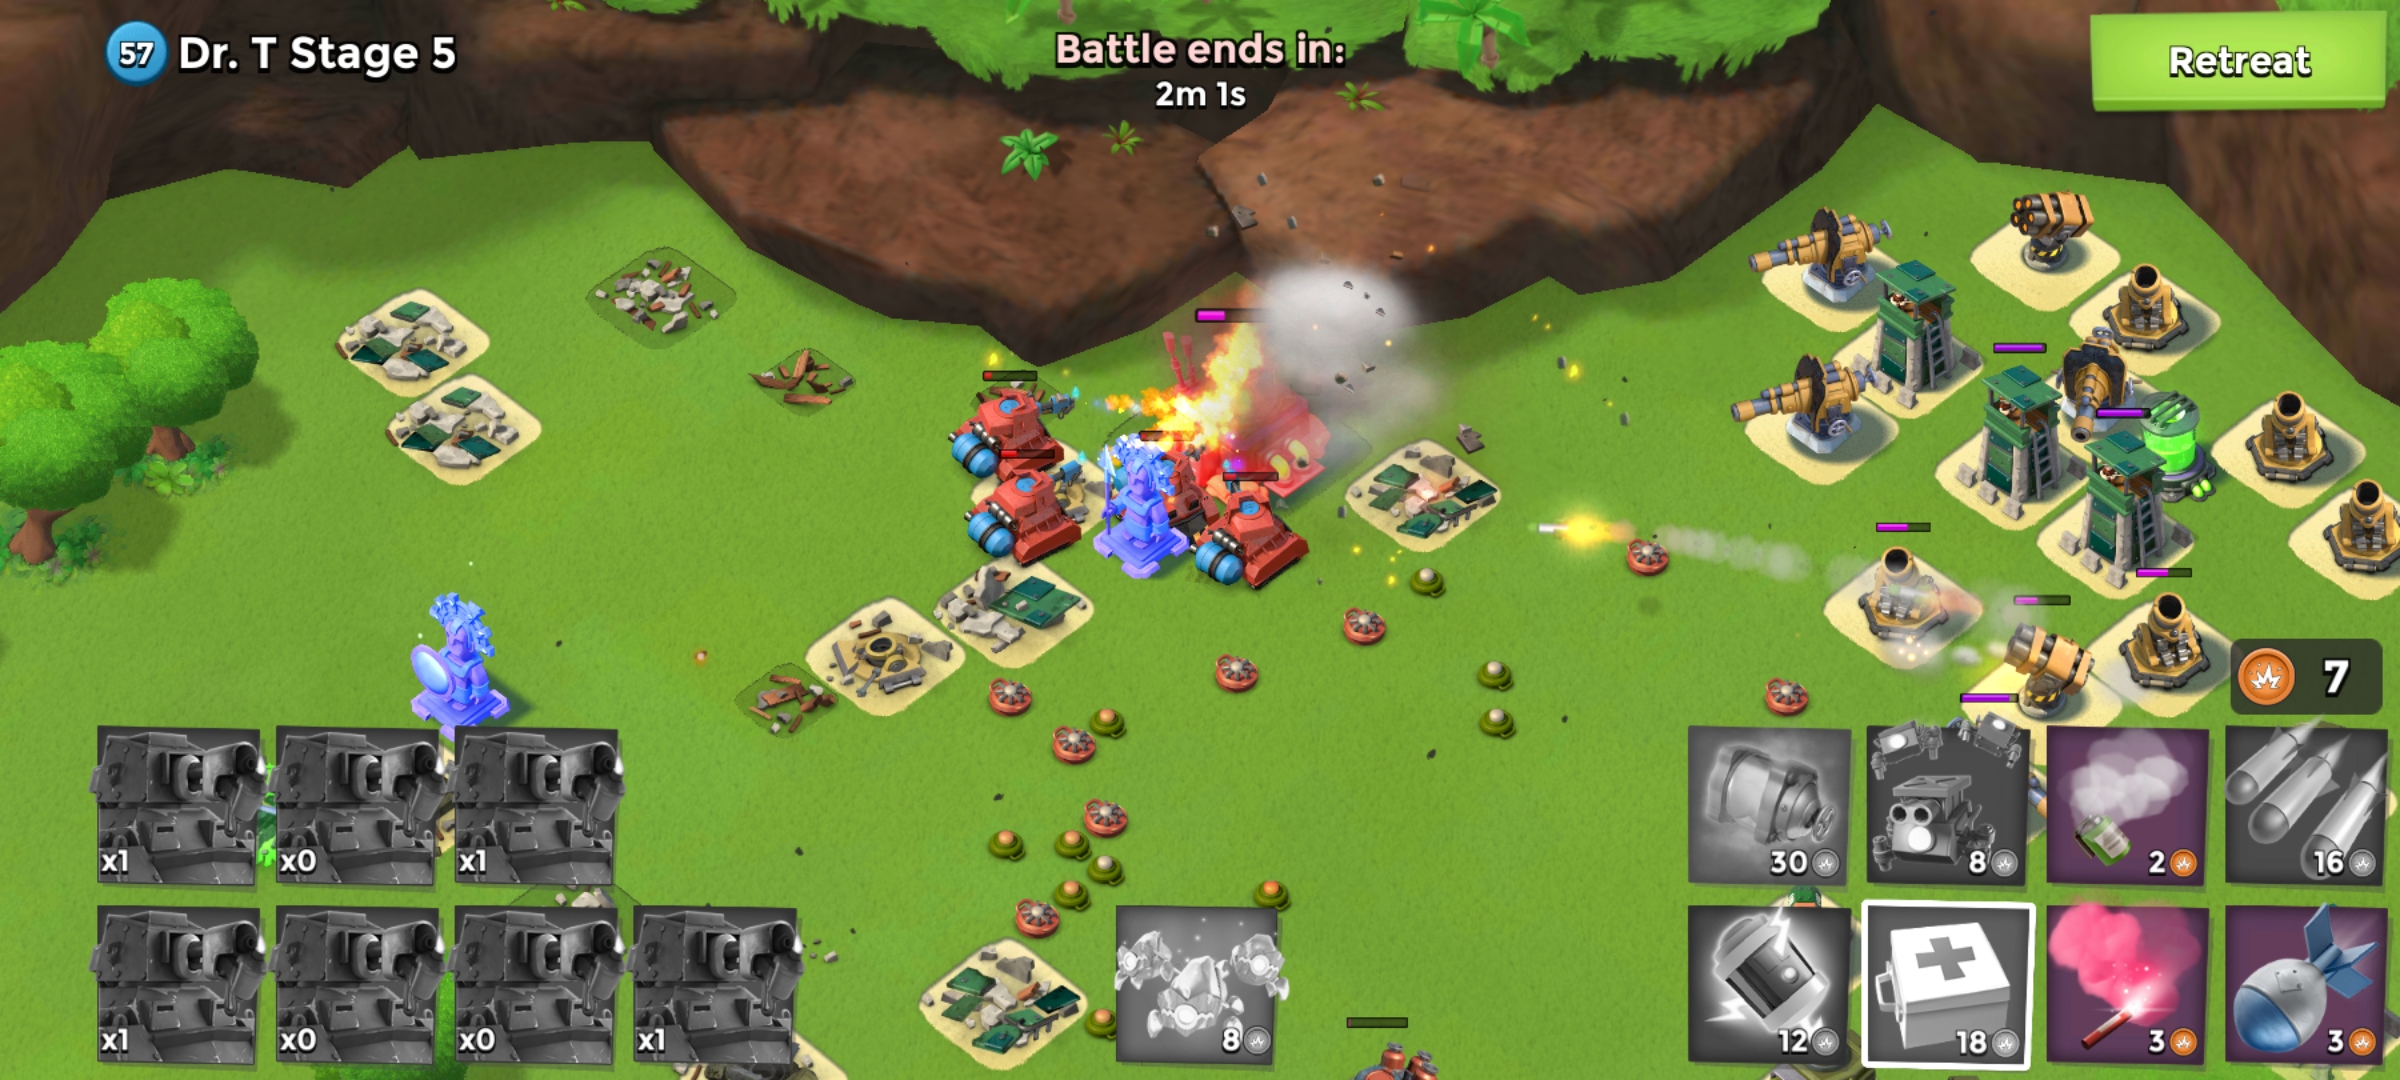 57 Dr. T Stage 5
Battle ends in:
2m 1s
Retreat
7
x1 x0 x1
30 8 2 16
x1 x0 x0 x1
8
12 18 3 3